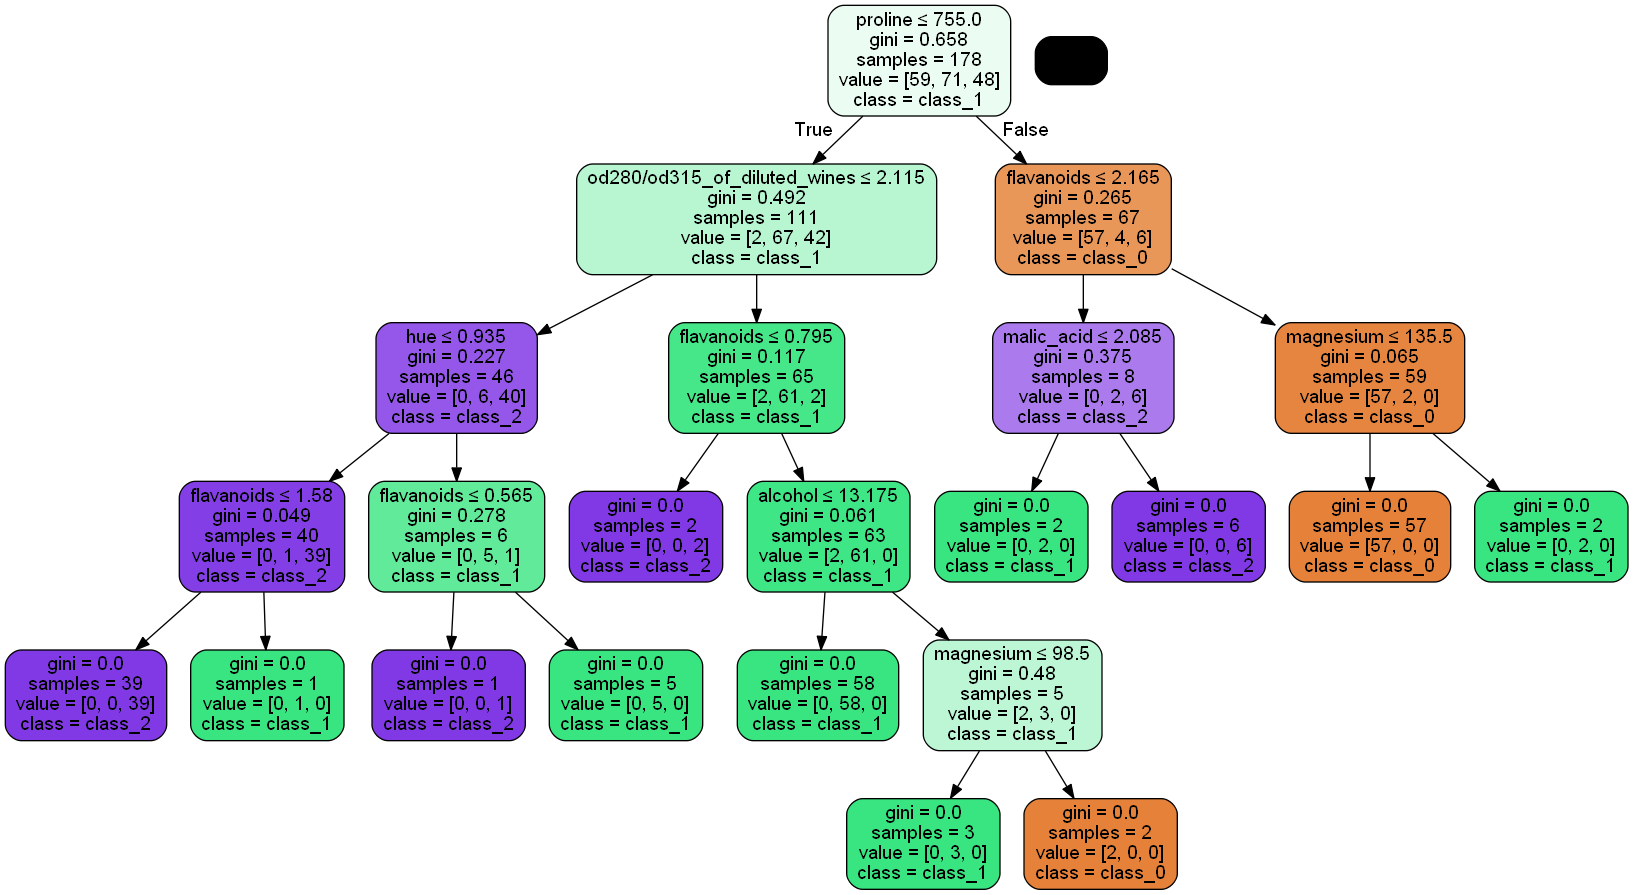 proline ≤ 755.0
gini = 0.658
samples = 178
value = [59, 71, 48]
class = class_1
True
False
od280/od315_of_diluted_wines ≤ 2.115
gini = 0.492
samples = 111
value = [2, 67, 42]
class = class_1
flavanoids ≤ 2.165
gini = 0.265
samples = 67
value = [57, 4, 6]
class = class_0
hue ≤ 0.935
gini = 0.227
samples = 46
value = [0, 6, 40]
class = class_2
flavanoids ≤ 0.795
gini = 0.117
samples = 65
value = [2, 61, 2]
class = class_1
malic_acid ≤ 2.085
gini = 0.375
samples = 8
value = [0, 2, 6]
class = class_2
magnesium ≤ 135.5
gini = 0.065
samples = 59
value = [57, 2, 0]
class = class_0
flavanoids ≤ 1.58
gini = 0.049
samples = 40
value = [0, 1, 39]
class = class_2
flavanoids ≤ 0.565
gini = 0.278
samples = 6
value = [0, 5, 1]
class = class_1
gini = 0.0
samples = 2
value = [0, 0, 2]
class = class_2
alcohol ≤ 13.175
gini = 0.061
samples = 63
value = [2, 61, 0]
class = class_1
gini = 0.0
samples = 2
value = [0, 2, 0]
class = class_1
gini = 0.0
samples = 6
value = [0, 0, 6]
class = class_2
gini = 0.0
samples = 57
value = [57, 0, 0]
class = class_0
gini = 0.0
samples = 2
value = [0, 2, 0]
class = class_1
gini = 0.0
samples = 39
value = [0, 0, 39]
class = class_2
gini = 0.0
samples = 1
value = [0, 1, 0]
class = class_1
gini = 0.0
samples = 1
value = [0, 0, 1]
class = class_2
gini = 0.0
samples = 5
value = [0, 5, 0]
class = class_1
gini = 0.0
samples = 58
value = [0, 58, 0]
class = class_1
magnesium ≤ 98.5
gini = 0.48
samples = 5
value = [2, 3, 0]
class = class_1
gini = 0.0
samples = 3
value = [0, 3, 0]
class = class_1
gini = 0.0
samples = 2
value = [2, 0, 0]
class = class_0